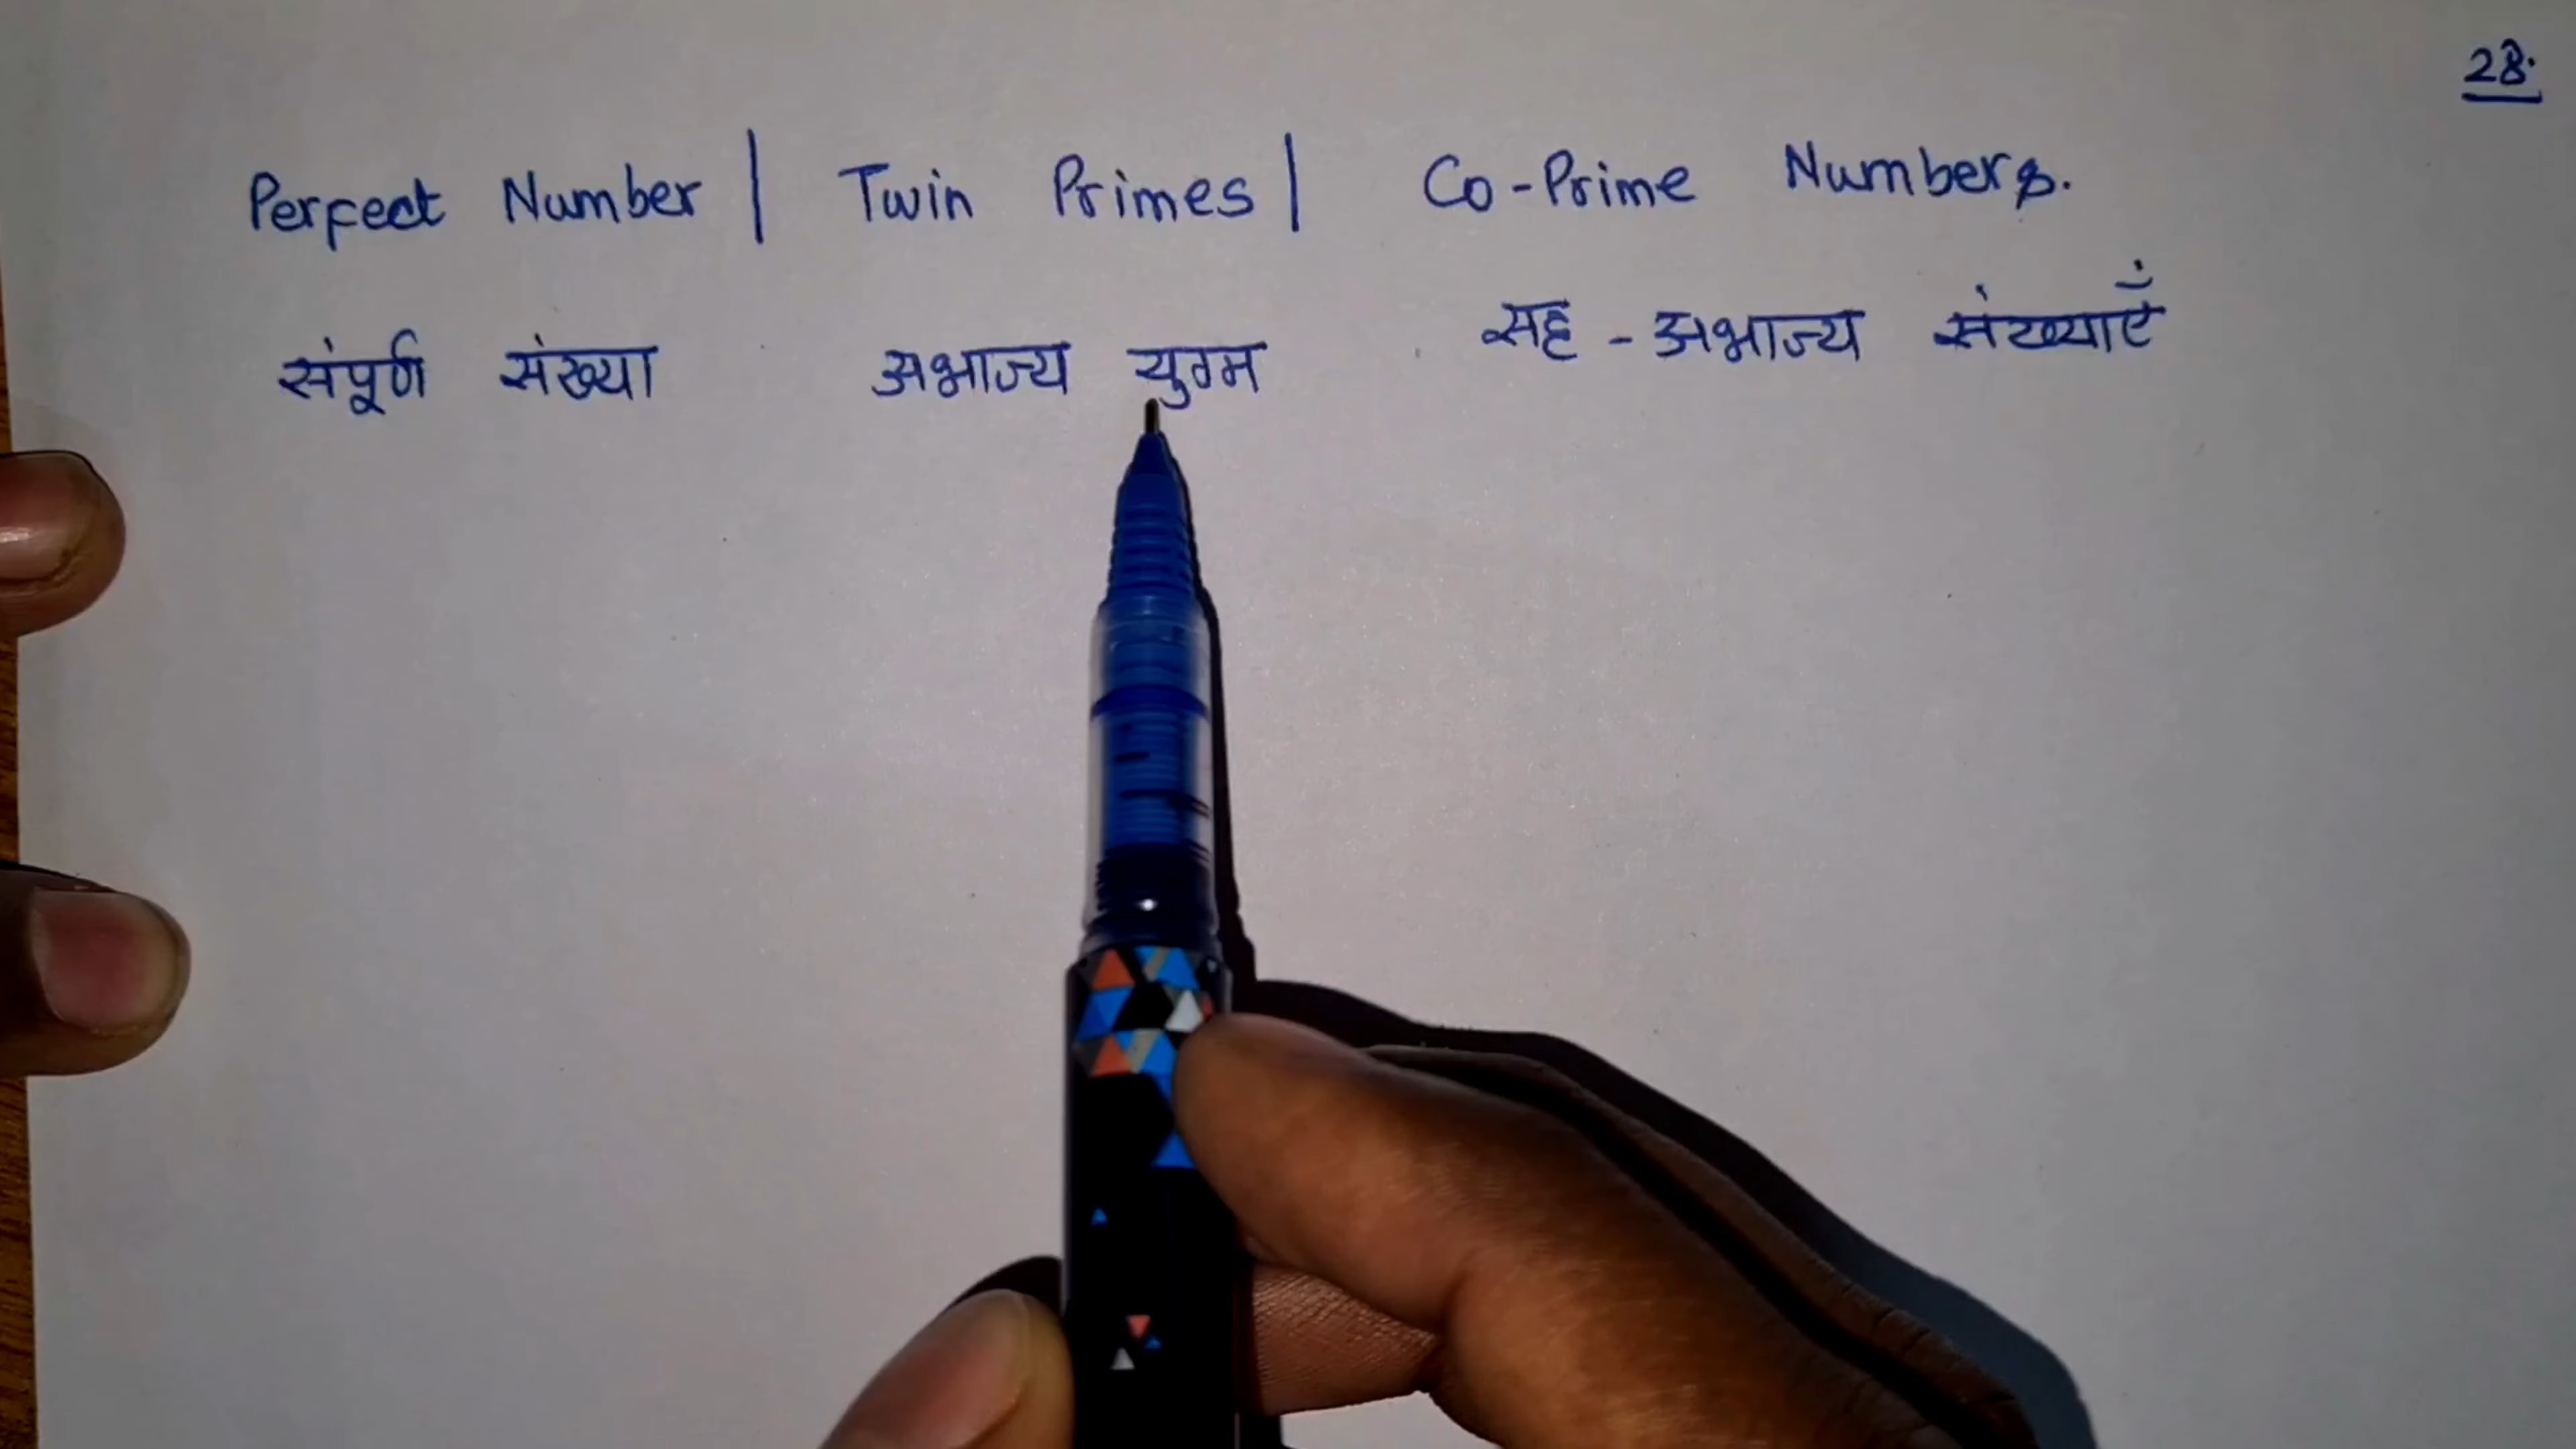 28.
Perfect Number | Twin Primes | Co-Prime Numbers.
संपूर्ण संख्या अभाज्य युग्म सह - अभाज्य संख्याएँ